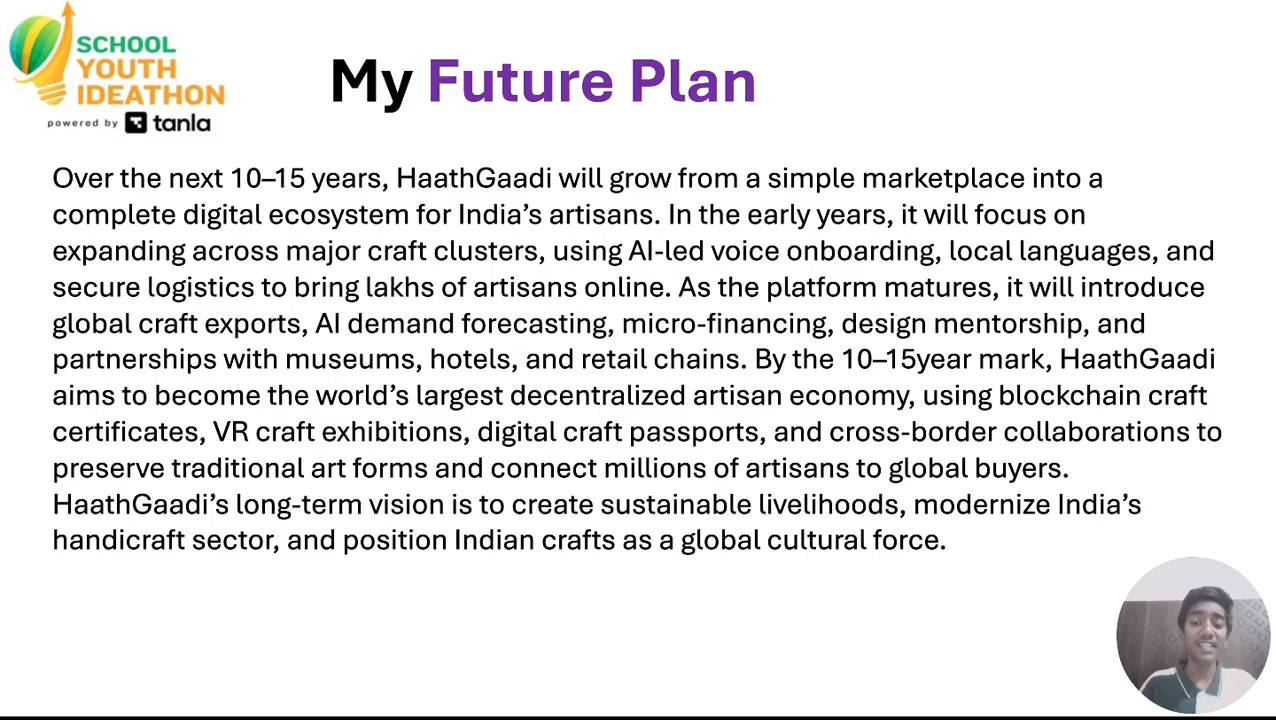 SCHOOL
YOUTH
IDEATHON
powered by tanla
My Future Plan
Over the next 10–15 years, HaathGaadi will grow from a simple marketplace into a
complete digital ecosystem for India’s artisans. In the early years, it will focus on
expanding across major craft clusters, using AI-led voice onboarding, local languages, and
secure logistics to bring lakhs of artisans online. As the platform matures, it will introduce
global craft exports, AI demand forecasting, micro-financing, design mentorship, and
partnerships with museums, hotels, and retail chains. By the 10–15year mark, HaathGaadi
aims to become the world’s largest decentralized artisan economy, using blockchain craft
certificates, VR craft exhibitions, digital craft passports, and cross-border collaborations to
preserve traditional art forms and connect millions of artisans to global buyers.
HaathGaadi’s long-term vision is to create sustainable livelihoods, modernize India’s
handicraft sector, and position Indian crafts as a global cultural force.